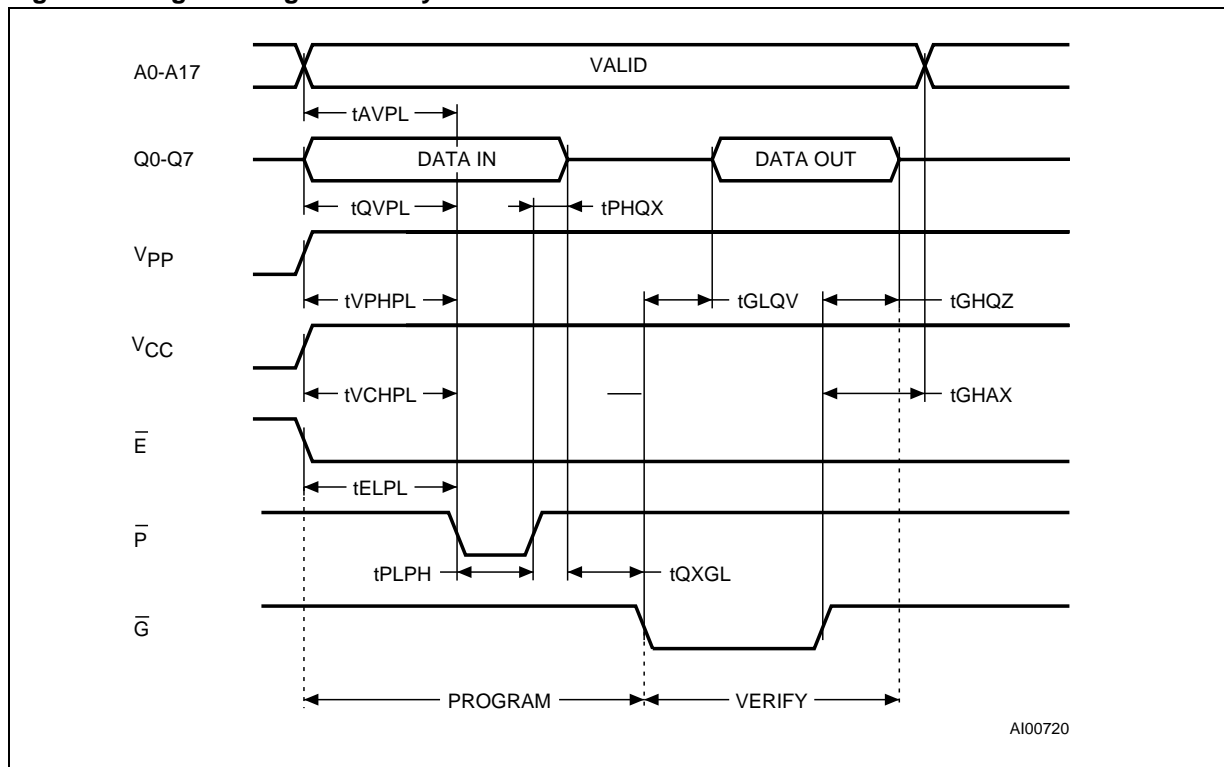 A0-A17
VALID
tAVPL
Q0-Q7
DATA IN
DATA OUT
tQVPL
tPHQX
VPP
tVPHPL
tGLQV
tGHQZ
VCC
tVCHPL
tGHAX
E̅
tELPL
P̅
tPLPH
tQXGL
G̅
PROGRAM
VERIFY
AI00720